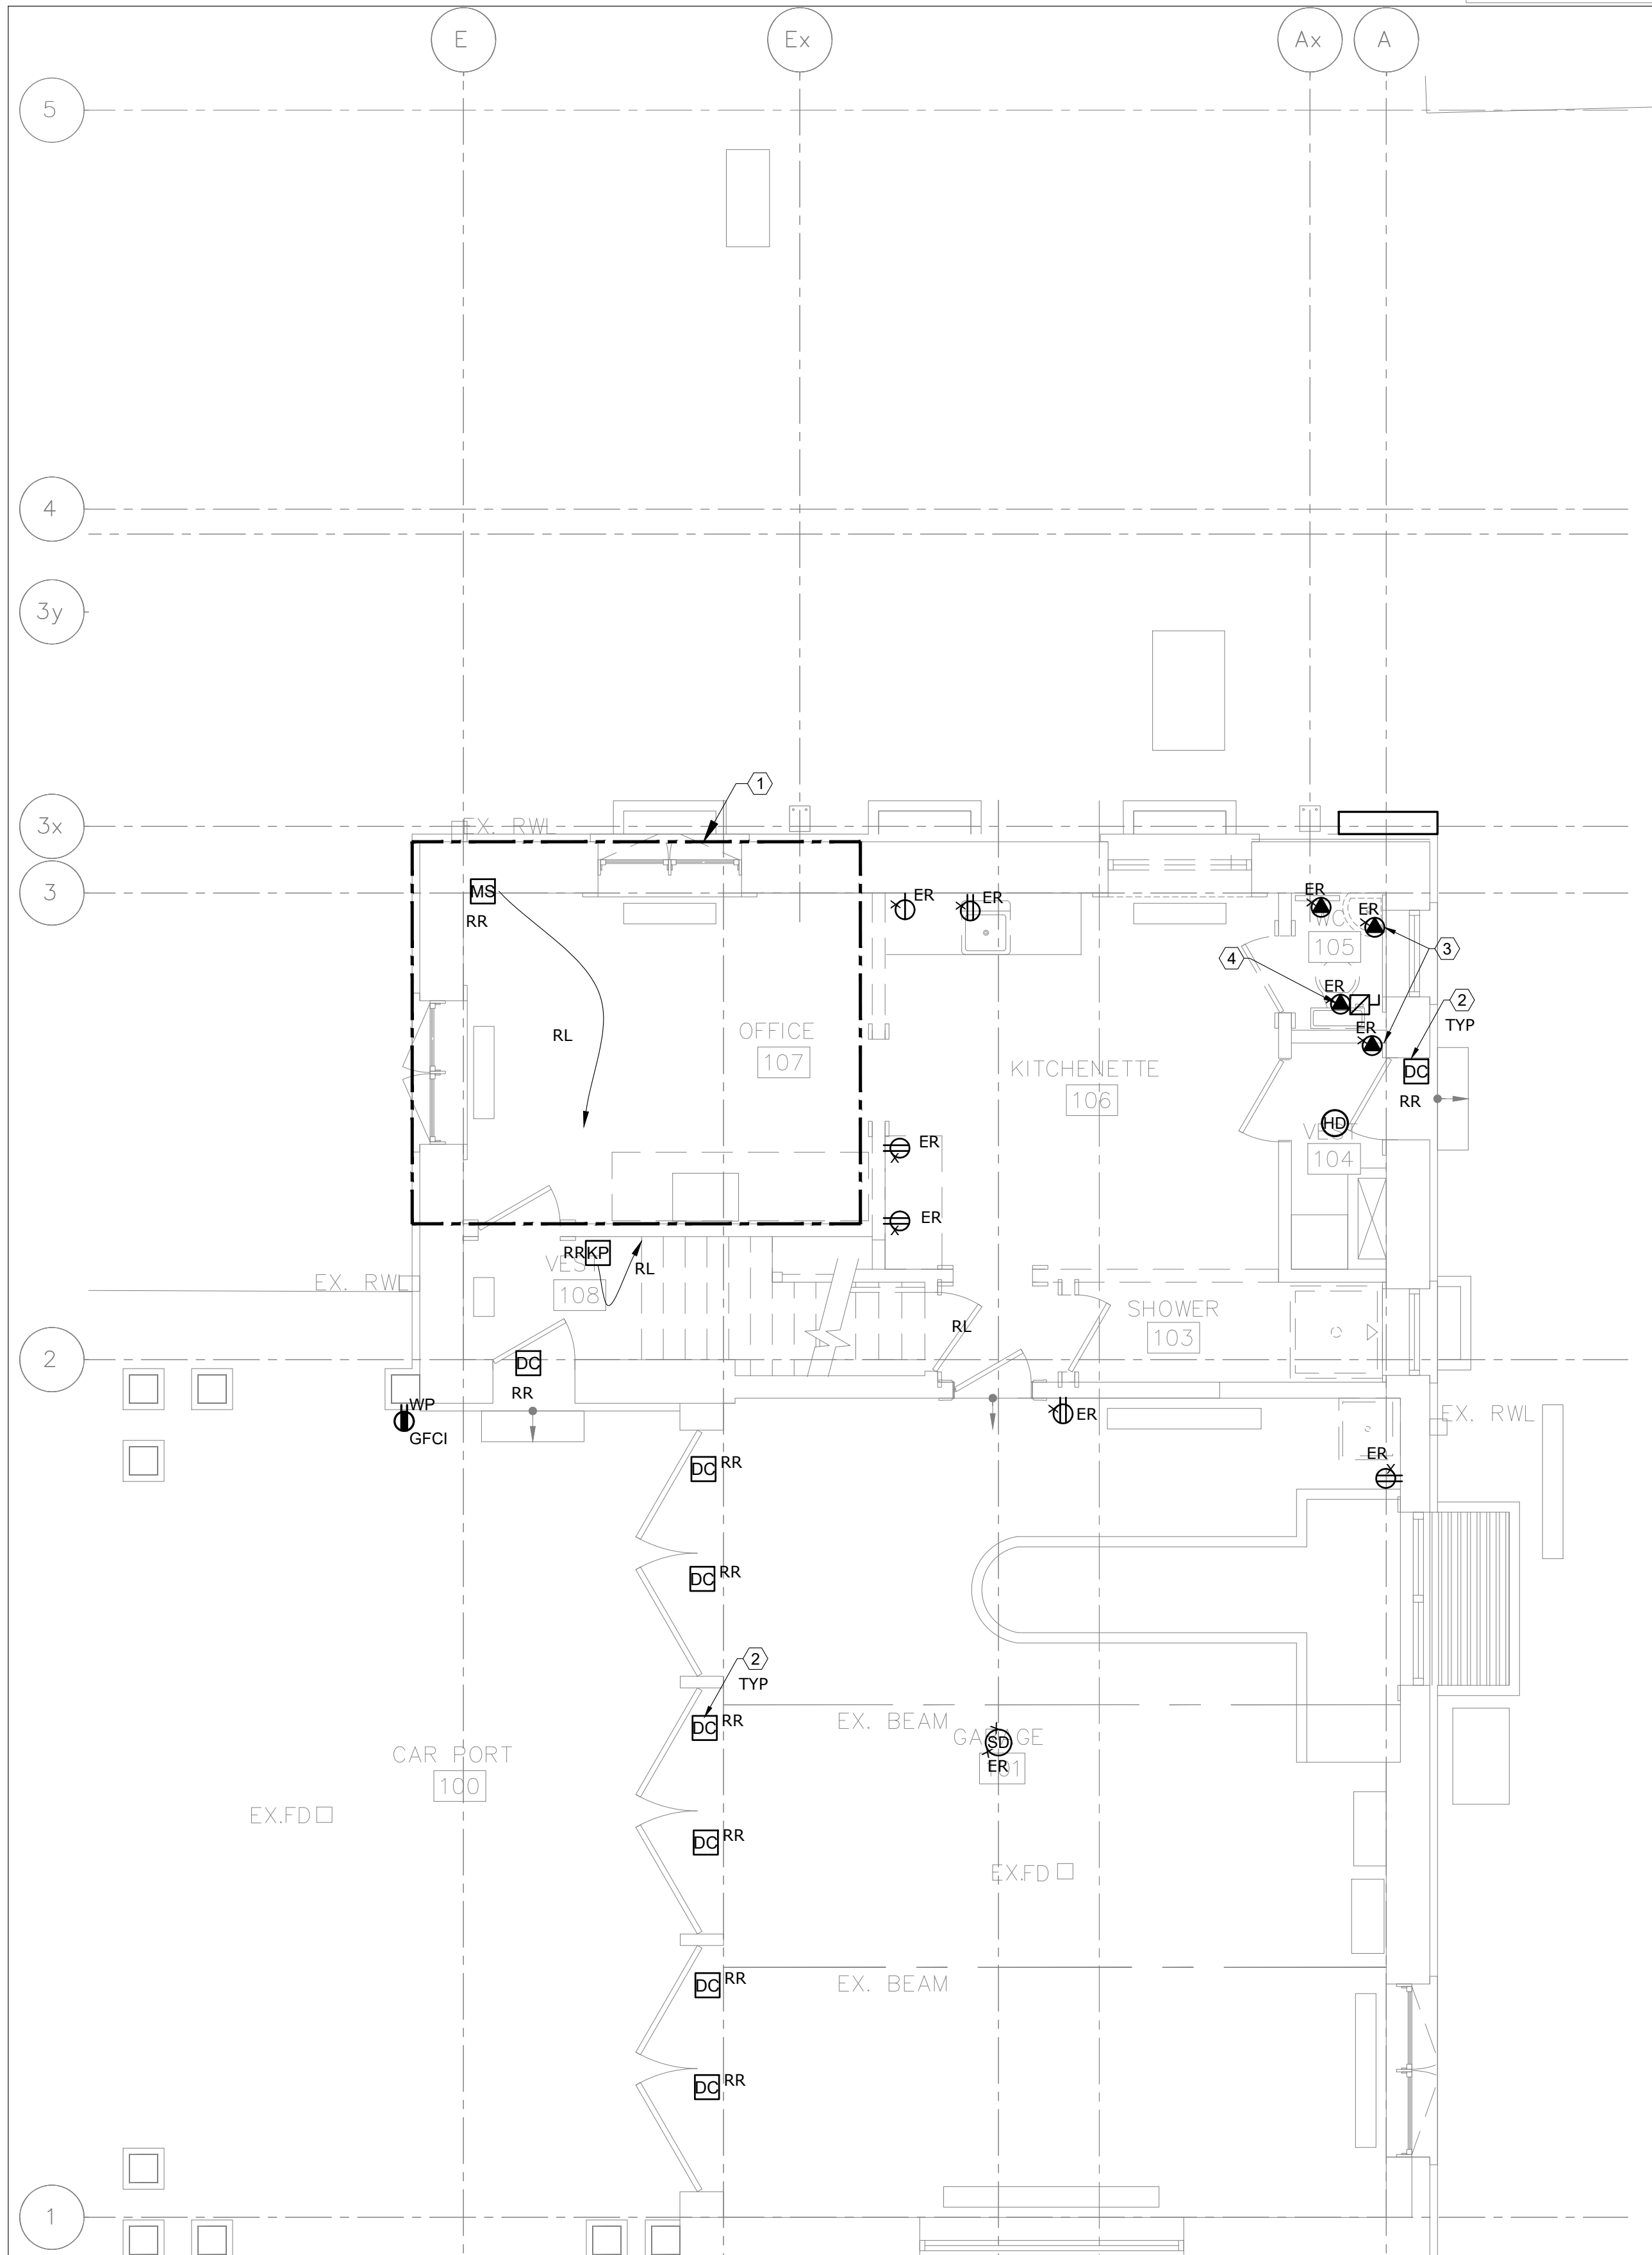 E
Ex
Ax
A
5
4
3y
1
3x
EX. RWL
3
MS
RR
ER
ER
ER
ER
WC
105
3
4
ER
2
TYP
ER
RL
OFFICE
107
KITCHENETTE
106
DC
RR
HD
VEST
104
ER
ER
RR
KP
VEST
RL
108
EX. RWL
SHOWER
103
RL
2
DC
RR
WP
GFCI
ER
EX. RWL
ER
DC
RR
DC
RR
2
TYP
DC
RR
EX. BEAM
GARAGE
101
SD
ER
CAR PORT
100
EX.FD
DC
RR
EX.FD
DC
RR
EX. BEAM
DC
RR
1